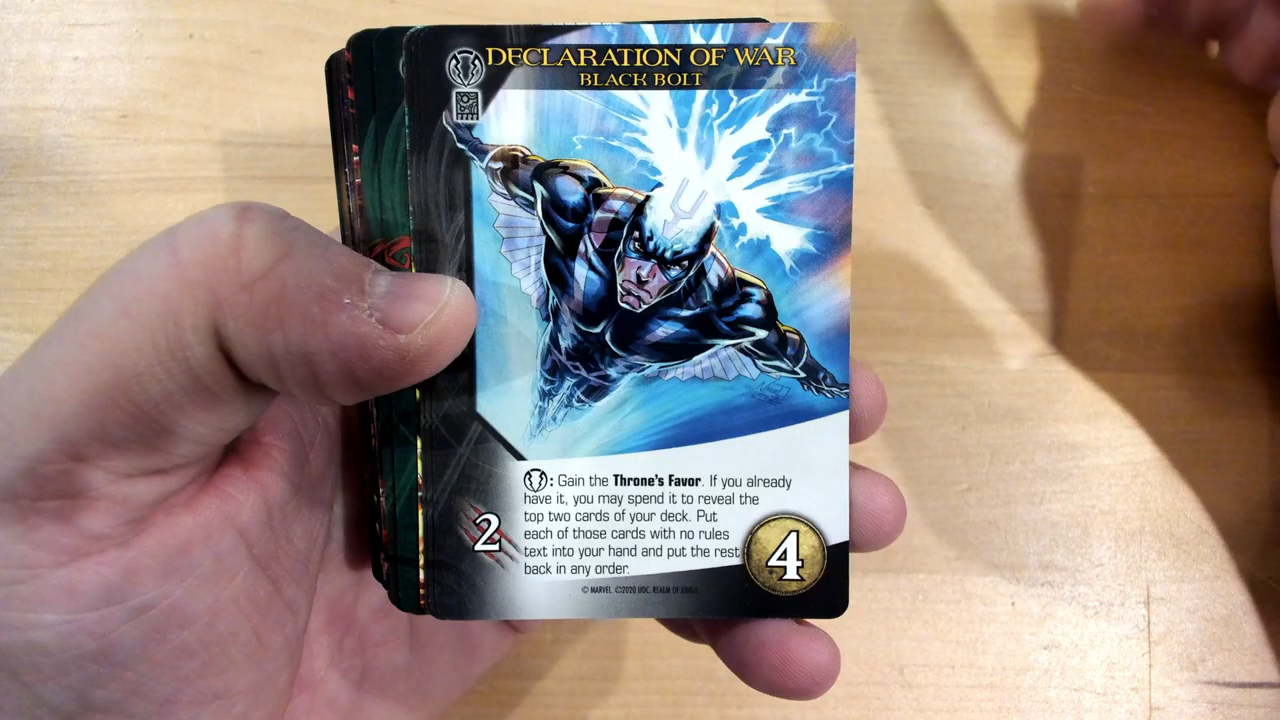 DECLARATION OF WAR
BLACK BOLT
: Gain the Throne's Favor. If you already
have it, you may spend it to reveal the
top two cards of your deck. Put
each of those cards with no rules
text into your hand and put the rest
back in any order.
2
4
© MARVEL. ©2020 UDC. REALM OF KINGS